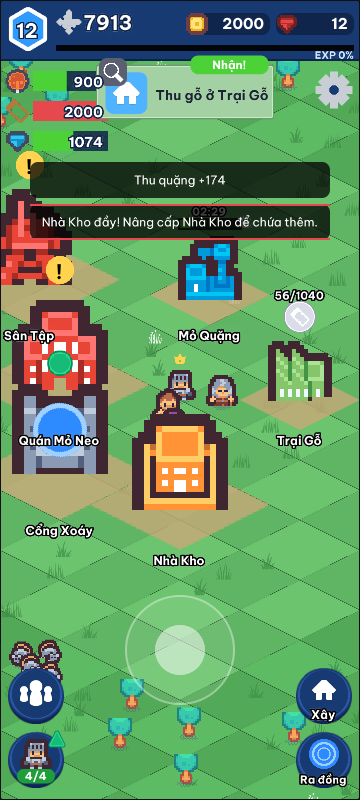 12
7913
2000
12
EXP 0%
Nhận!
900
Thu gỗ ở Trại Gỗ
2000
1074
Thu quặng +174
02:29
Nhà Kho đầy! Nâng cấp Nhà Kho để chứa thêm.
56/1040
!
!
Sân Tập
Mỏ Quặng
Quán Mỏ Neo
Trại Gỗ
Cổng Xoáy
Nhà Kho
Xây
4/4
Ra đồng